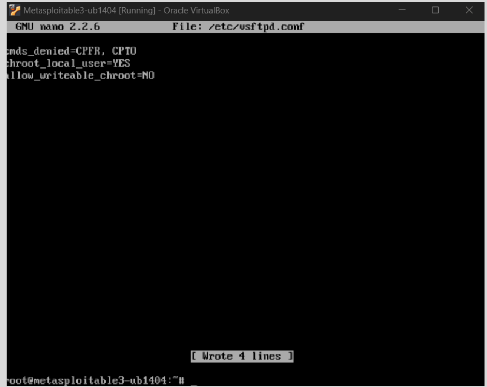 Metasploitable3-ub1404 [Running] - Oracle VirtualBox
GNU nano 2.2.6 File: /etc/vsftpd.conf
cmds_denied=CPFR, CPTO
chroot_local_user=YES
allow_writeable_chroot=NO
[ Wrote 4 lines ]
root@metasploitable3-ub1404:~# _